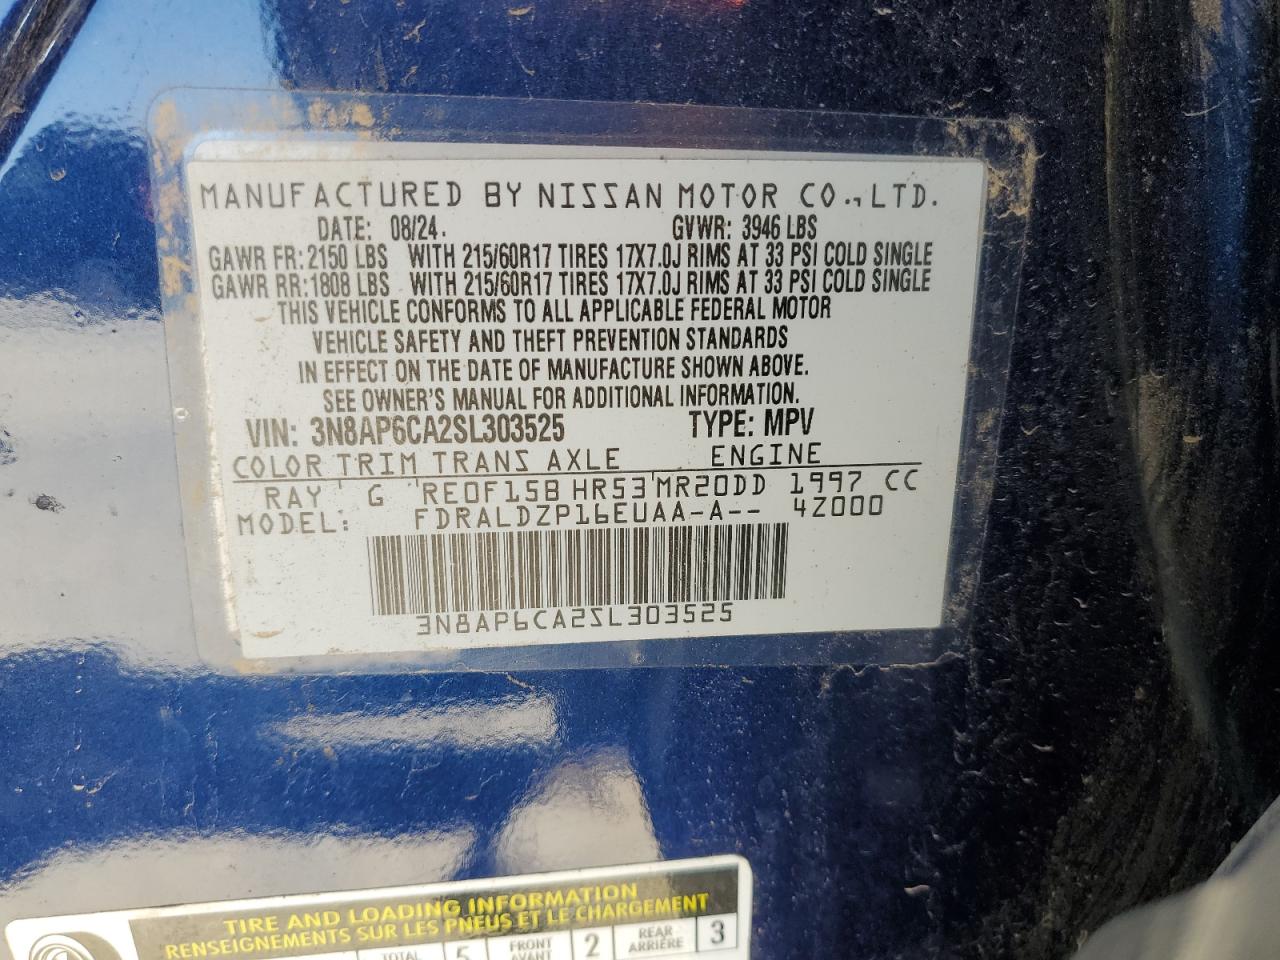 MANUFACTURED BY NISSAN MOTOR CO., LTD.
DATE: 08/24. GVWR: 3946 LBS
GAWR FR: 2150 LBS WITH 215/60R17 TIRES 17X7.0J RIMS AT 33 PSI COLD SINGLE
GAWR RR: 1808 LBS WITH 215/60R17 TIRES 17X7.0J RIMS AT 33 PSI COLD SINGLE
THIS VEHICLE CONFORMS TO ALL APPLICABLE FEDERAL MOTOR
VEHICLE SAFETY AND THEFT PREVENTION STANDARDS
IN EFFECT ON THE DATE OF MANUFACTURE SHOWN ABOVE.
SEE OWNER'S MANUAL FOR ADDITIONAL INFORMATION.
VIN: 3N8AP6CA2SL303525 TYPE: MPV
COLOR TRIM TRANS AXLE ENGINE
RAY G RE0F15B HR53 MR20DD 1997 CC
MODEL: FDRALDZP16EUAA-A-- 4Z000
3N8AP6CA2SL303525
TIRE AND LOADING INFORMATION
RENSEIGNEMENTS SUR LES PNEUS ET LE CHARGEMENT
TOTAL 5 FRONT AVANT 2 REAR ARRIÈRE 3